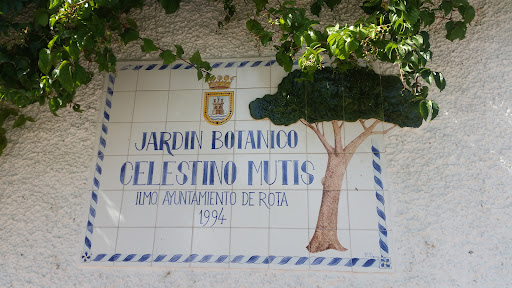 JARDIN BOTANICO
CELESTINO MUTIS
ILMO AYUNTAMIENTO DE ROTA
1994